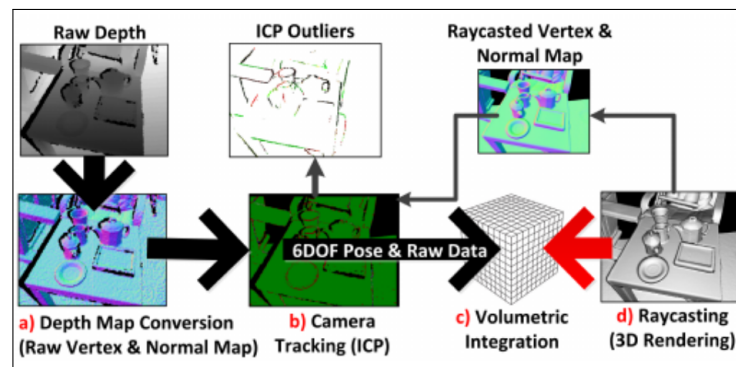 Raw Depth
ICP Outliers
Raycasted Vertex &
Normal Map
6DOF Pose & Raw Data
a) Depth Map Conversion
(Raw Vertex & Normal Map)
b) Camera
Tracking (ICP)
c) Volumetric
Integration
d) Raycasting
(3D Rendering)